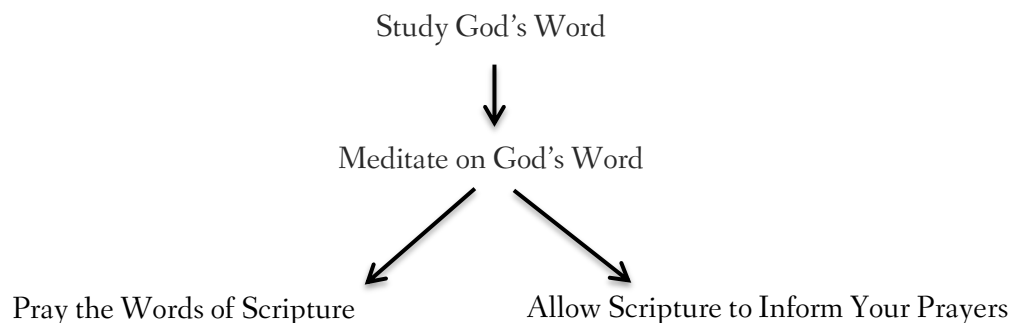 Study God’s Word
Meditate on God’s Word
Pray the Words of Scripture
Allow Scripture to Inform Your Prayers